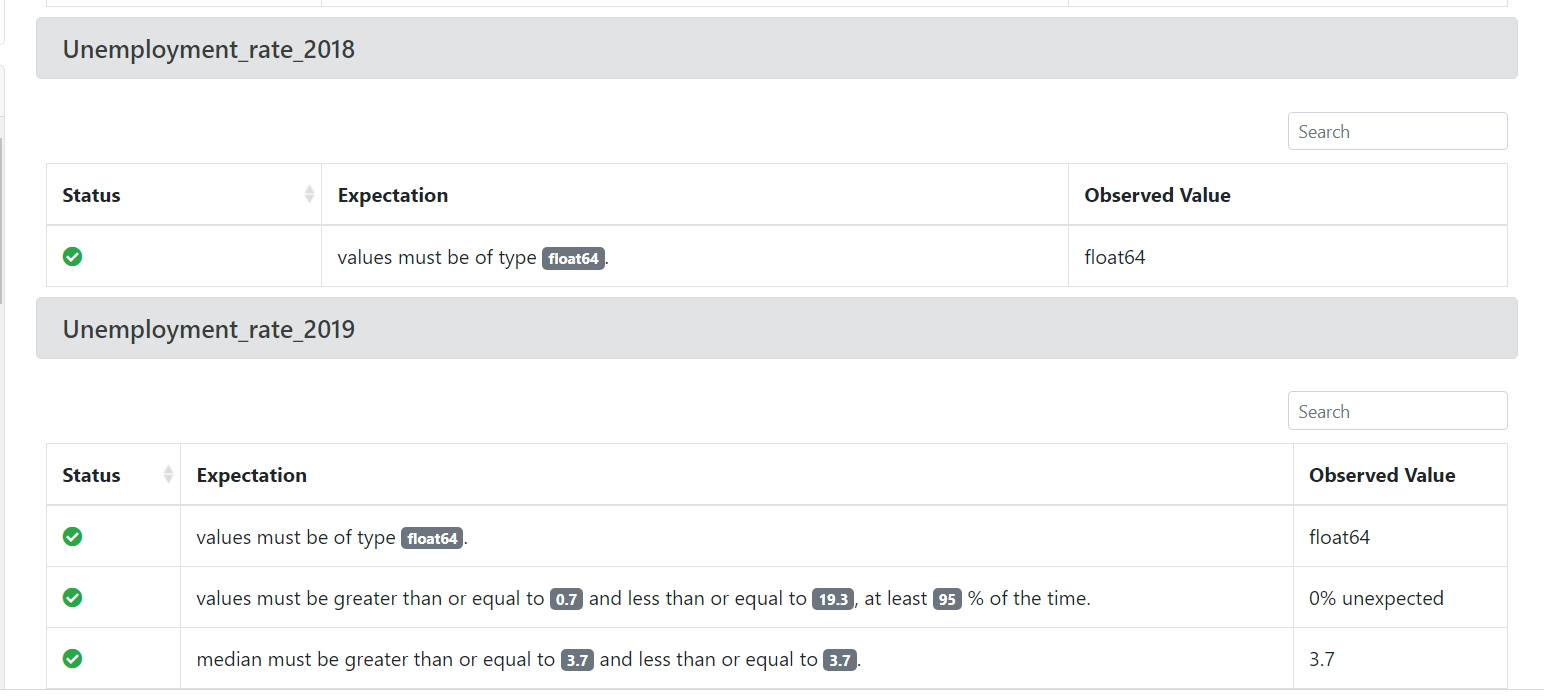 Unemployment_rate_2018
Search
Status Expectation Observed Value
values must be of type float64. float64
Unemployment_rate_2019
Search
Status Expectation Observed Value
values must be of type float64. float64
values must be greater than or equal to 0.7 and less than or equal to 19.3, at least 95 % of the time. 0% unexpected
median must be greater than or equal to 3.7 and less than or equal to 3.7. 3.7